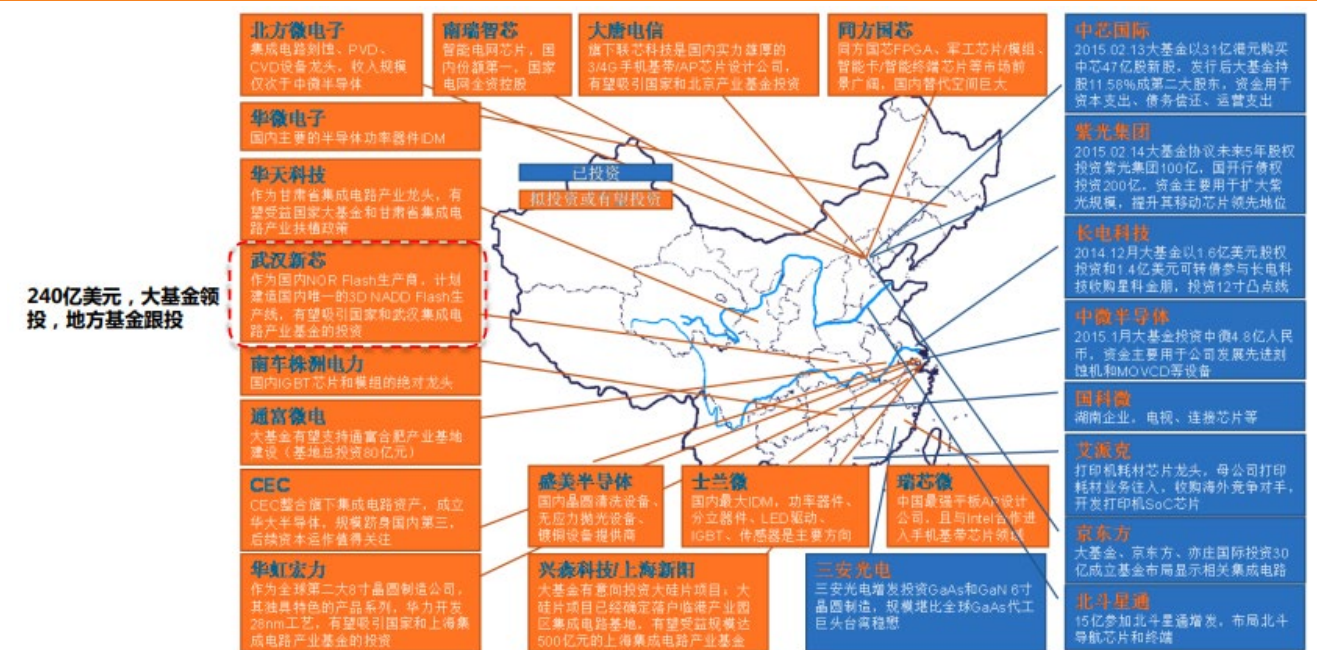 北方微电子
集成电路刻蚀、PVD、
CVD设备龙头，收入规模
仅次于中微半导体
南瑞智芯
智能电网芯片，国
内份额第一，国家
电网全资控股
大唐电信
旗下联芯科技是国内实力雄厚的
3/4G手机基带/AP芯片设计公司，
有望吸引国家和北京产业基金投资
同方国芯
同方国芯FPGA、军工芯片/模组、
智能卡/智能终端芯片等市场前
景广阔，国内替代空间巨大
华微电子
国内主要的半导体功率器件IDM
华天科技
作为甘肃省集成电路产业龙头，有
望受益国家大基金和甘肃省集成电
路产业扶植政策
武汉新芯
作为国内NOR Flash生产商，计划
建造国内唯一的3D NADD Flash生
产线，有望吸引国家和武汉集成电
路产业基金的投资
240亿美元，大基金领
投，地方基金跟投
南车株洲电力
国内IGBT芯片和模组的绝对龙头
通富微电
大基金有望支持通富合肥产业基地
建设（基地总投资80亿元）
CEC
CEC整合旗下集成电路资产，成立
华大半导体，规模跻身国内第三，
后续资本运作值得关注
华虹宏力
作为全球第二大8寸晶圆制造公司，
其独具特色的产品系列，华力开发
28nm工艺，有望吸引国家和上海集
成电路产业基金的投资
已投资
拟投资或有望投资
盛美半导体
国内晶圆清洗设备、
无应力抛光设备、
镀铜设备提供商
士兰微
国内最大IDM，功率器件、
分立器件、LED驱动、
IGBT、传感器是主要方向
瑞芯微
中国最强平板AP设计
公司，且与Intel合作进
入手机基带芯片领域
兴森科技/上海新阳
大基金有意向投资大硅片项目，大
硅片项目已经确定落户临港产业园
区集成电路基地，有望受益规模达
500亿元的上海集成电路产业基金
三安光电
三安光电增发投资GaAs和GaN 6寸
晶圆制造，规模堪比全球GaAs代工
巨头台湾稳懋
中芯国际
2015.02.13大基金以31亿港元购买
中芯47亿股新股，发行后大基金持
股11.58%成第二大股东，资金用于
资本支出、债务偿还、运营支出
紫光集团
2015.02.14大基金协议未来5年股权
投资紫光集团100亿，国开行债权
投资200亿，资金主要用于扩大紫
光规模，提升其移动芯片领先地位
长电科技
2014.12月大基金以1.6亿美元股权
投资和1.4亿美元可转债参与长电科
技收购星科金朋，投资12寸凸点线
中微半导体
2015.1月大基金投资中微4.8亿人民
币，资金主要用于公司发展先进刻
蚀机和MOVCD等设备
国科微
湖南企业，电视、连接芯片等
艾派克
打印机耗材芯片龙头，母公司打印
耗材业务注入，收购海外竞争对手，
开发打印机SoC芯片
京东方
大基金、京东方、亦庄国际投资30
亿成立基金布局显示相关集成电路
北斗星通
15亿参加北斗星通增发，布局北斗
导航芯片和终端